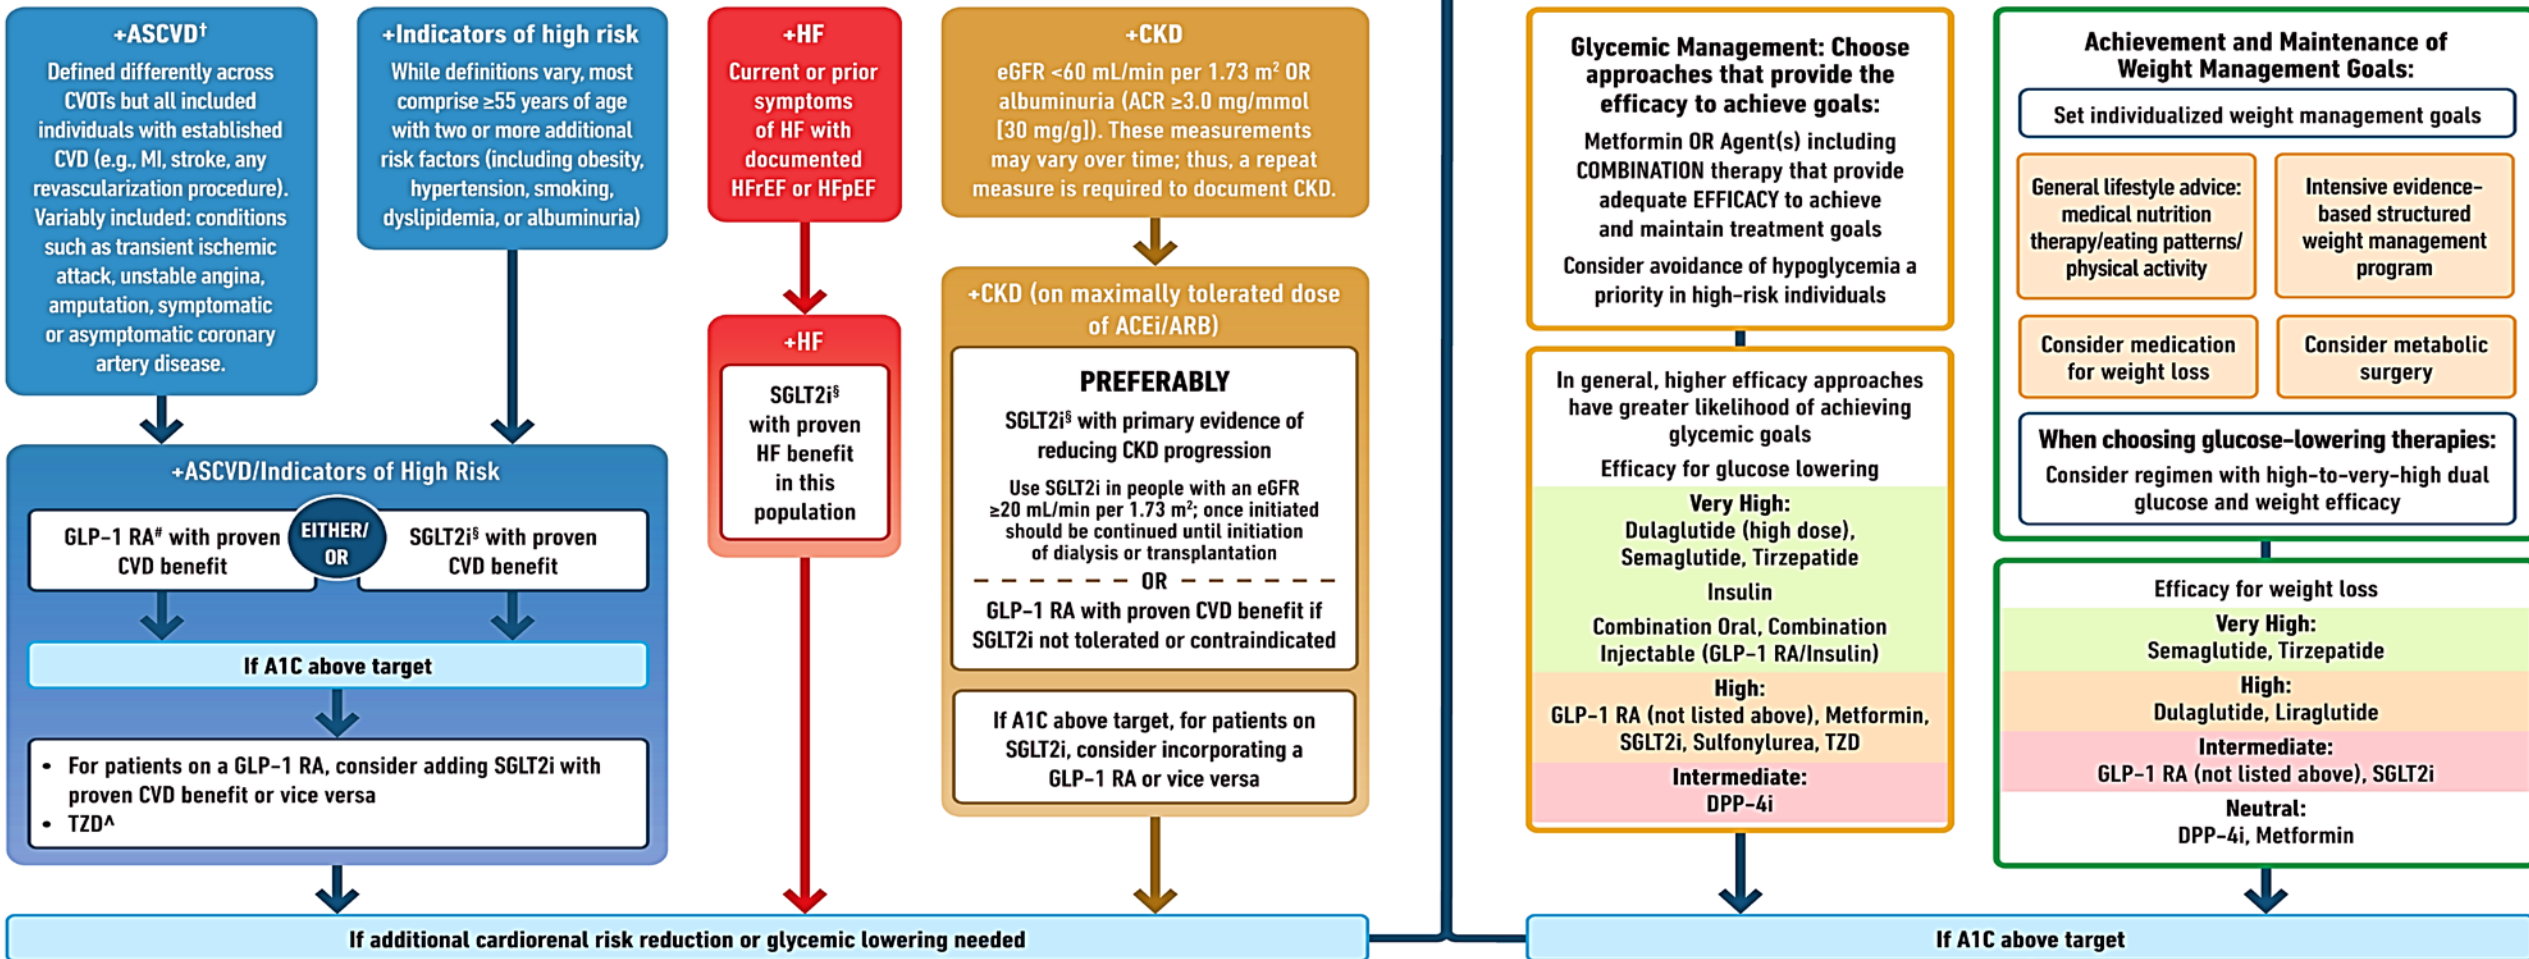 +ASCVD†
Defined differently across
CVOTs but all included
individuals with established
CVD (e.g., MI, stroke, any
revascularization procedure).
Variably included: conditions
such as transient ischemic
attack, unstable angina,
amputation, symptomatic
or asymptomatic coronary
artery disease.
+Indicators of high risk
While definitions vary, most
comprise ≥55 years of age
with two or more additional
risk factors (including obesity,
hypertension, smoking,
dyslipidemia, or albuminuria)
+ASCVD/Indicators of High Risk
GLP-1 RA# with proven
CVD benefit
EITHER/
OR
SGLT2i§ with proven
CVD benefit
If A1C above target
• For patients on a GLP-1 RA, consider adding SGLT2i with
proven CVD benefit or vice versa
• TZD^
+HF
Current or prior
symptoms
of HF with
documented
HFrEF or HFpEF
+HF
SGLT2i§
with proven
HF benefit
in this
population
+CKD
eGFR <60 mL/min per 1.73 m² OR
albuminuria (ACR ≥3.0 mg/mmol
[30 mg/g]). These measurements
may vary over time; thus, a repeat
measure is required to document CKD.
+CKD (on maximally tolerated dose
of ACEi/ARB)
PREFERABLY
SGLT2i§ with primary evidence of
reducing CKD progression
Use SGLT2i in people with an eGFR
≥20 mL/min per 1.73 m²; once initiated
should be continued until initiation
of dialysis or transplantation
OR
GLP-1 RA with proven CVD benefit if
SGLT2i not tolerated or contraindicated
If A1C above target, for patients on
SGLT2i, consider incorporating a
GLP-1 RA or vice versa
If additional cardiorenal risk reduction or glycemic lowering needed
Glycemic Management: Choose
approaches that provide the
efficacy to achieve goals:
Metformin OR Agent(s) including
COMBINATION therapy that provide
adequate EFFICACY to achieve
and maintain treatment goals
Consider avoidance of hypoglycemia a
priority in high-risk individuals
In general, higher efficacy approaches
have greater likelihood of achieving
glycemic goals
Efficacy for glucose lowering
Very High:
Dulaglutide (high dose),
Semaglutide, Tirzepatide
Insulin
Combination Oral, Combination
Injectable (GLP-1 RA/Insulin)
High:
GLP-1 RA (not listed above), Metformin,
SGLT2i, Sulfonylurea, TZD
Intermediate:
DPP-4i
Achievement and Maintenance of
Weight Management Goals:
Set individualized weight management goals
General lifestyle advice:
medical nutrition
therapy/eating patterns/
physical activity
Intensive evidence-
based structured
weight management
program
Consider medication
for weight loss
Consider metabolic
surgery
When choosing glucose-lowering therapies:
Consider regimen with high-to-very-high dual
glucose and weight efficacy
Efficacy for weight loss
Very High:
Semaglutide, Tirzepatide
High:
Dulaglutide, Liraglutide
Intermediate:
GLP-1 RA (not listed above), SGLT2i
Neutral:
DPP-4i, Metformin
If A1C above target